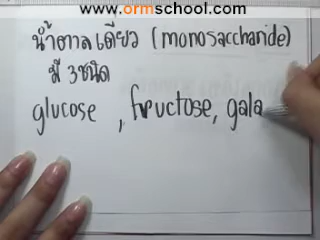 www.ormschool.com
น้ำตาลเดี่ยว (monosaccharide)
มี 3ชนิด
glucose , fructose, gala